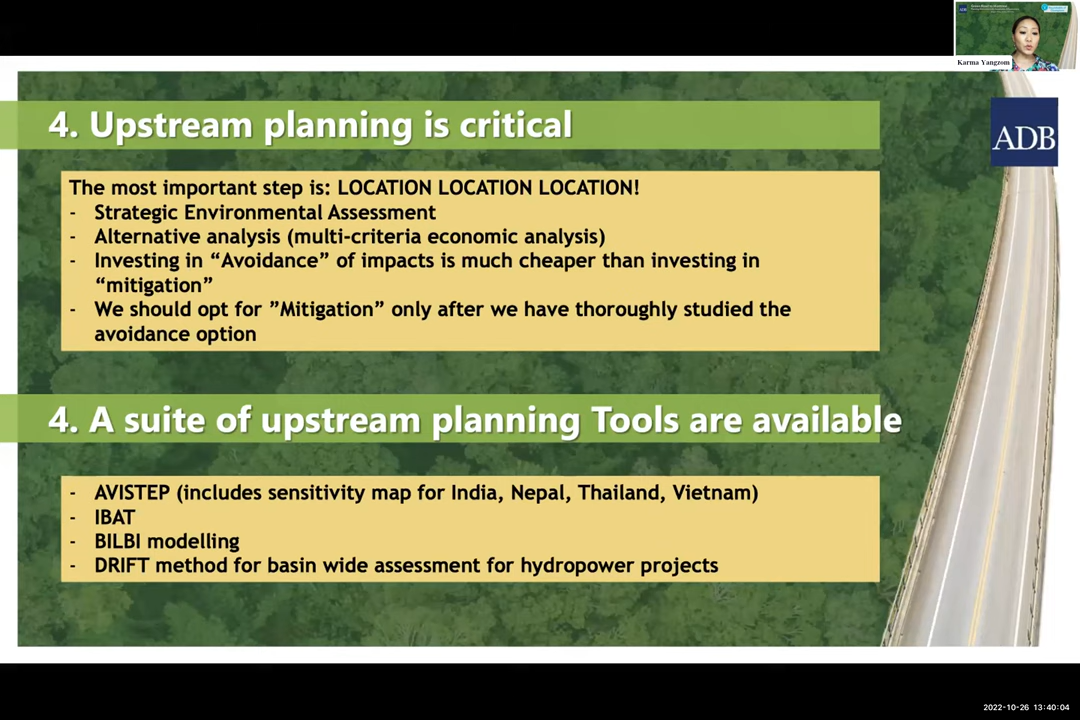 Karma Yangzom
4. Upstream planning is critical
ADB
The most important step is: LOCATION LOCATION LOCATION!
- Strategic Environmental Assessment
- Alternative analysis (multi-criteria economic analysis)
- Investing in “Avoidance” of impacts is much cheaper than investing in
“mitigation”
- We should opt for ”Mitigation” only after we have thoroughly studied the
avoidance option
4. A suite of upstream planning Tools are available
- AVISTEP (includes sensitivity map for India, Nepal, Thailand, Vietnam)
- IBAT
- BILBI modelling
- DRIFT method for basin wide assessment for hydropower projects
2022-10-26 13:40:04